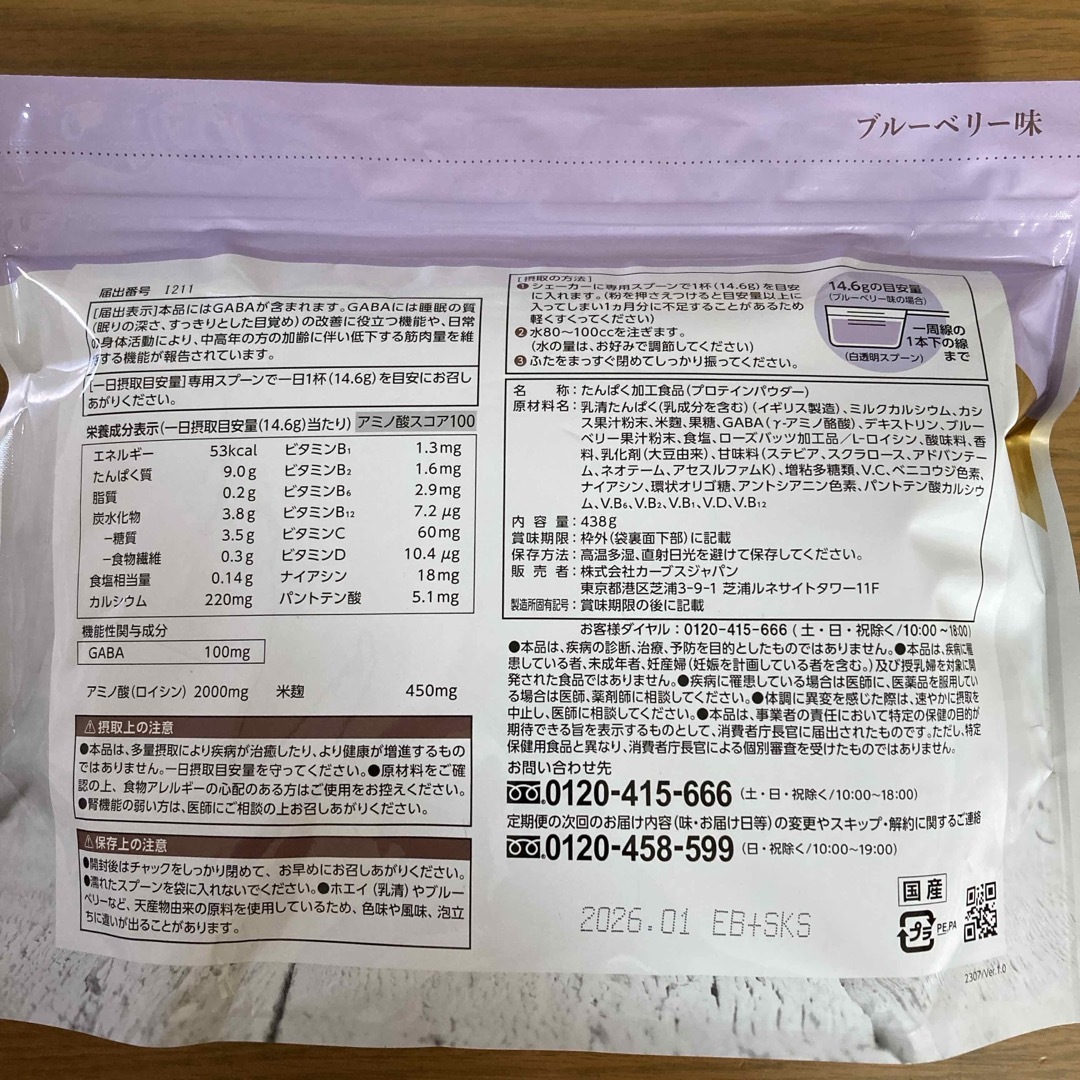 ブルーベリー味
届出番号 I211
[届出表示]本品にはGABAが含まれます。GABAには睡眠の質
(眠りの深さ、すっきりとした目覚め)の改善に役立つ機能や、日常
の身体活動により、中高年の方の加齢に伴い低下する筋肉量を維
持する機能が報告されています。
[一日摂取目安量]専用スプーンで一日1杯(14.6g)を目安にお召し
あがりください。
栄養成分表示(一日摂取目安量(14.6g)当たり) アミノ酸スコア100
エネルギー 53kcal ビタミンB₁ 1.3mg
たんぱく質 9.0g ビタミンB₂ 1.6mg
脂質 0.2g ビタミンB₆ 2.9mg
炭水化物 3.8g ビタミンB₁₂ 7.2μg
−糖質 3.5g ビタミンC 60mg
−食物繊維 0.3g ビタミンD 10.4μg
食塩相当量 0.14g ナイアシン 18mg
カルシウム 220mg パントテン酸 5.1mg
機能性関与成分
GABA 100mg
アミノ酸(ロイシン) 2000mg 米麹 450mg
⚠摂取上の注意
●本品は、多量摂取により疾病が治癒したり、より健康が増進するもの
ではありません。一日摂取目安量を守ってください。●原材料をご確
認の上、食物アレルギーの心配のある方はご使用をお控えください。
●腎機能の弱い方は、医師にご相談の上お召しあがりください。
⚠保存上の注意
●開封後はチャックをしっかり閉めて、お早めにお召しあがりください。
●濡れたスプーンを袋に入れないでください。●ホエイ(乳清)やブルー
ベリーなど、天産物由来の原料を使用しているため、色味や風味、泡立
ちに違いが出ることがあります。
[摂取の方法]
❶シェーカーに専用スプーンで1杯(14.6g)を目安
に入れます。(粉を押さえつけると目安量以上に
入ってしまい1ヵ月分に不足することがあるため
軽くすくってください)
❷水80〜100ccを注ぎます。
(水の量は、お好みで調節してください)
❸ふたをまっすぐ閉めてしっかり振ってください。
14.6gの目安量
(ブルーベリー味の場合)
一周線の
1本下の線
まで
(白透明スプーン)
名 称:たんぱく加工食品(プロテインパウダー)
原材料名:乳清たんぱく(乳成分を含む)(イギリス製造)、ミルクカルシウム、カシ
ス果汁粉末、米麹、果糖、GABA(γ-アミノ酪酸)、デキストリン、ブルー
ベリー果汁粉末、食塩、ローズパッツ加工品/L-ロイシン、酸味料、香
料、乳化剤(大豆由来)、甘味料(ステビア、スクラロース、アドバンテー
ム、ネオテーム、アセスルファムK)、増粘多糖類、V.C、ベニコウジ色素、
ナイアシン、環状オリゴ糖、アントシアニン色素、パントテン酸カルシウ
ム、V.B₆、V.B₂、V.B₁、V.D、V.B₁₂
内 容 量:438g
賞味期限:枠外(袋裏面下部)に記載
保存方法:高温多湿、直射日光を避けて保存してください。
販 売 者:株式会社カーブスジャパン
東京都港区芝浦3-9-1 芝浦ルネサイトタワー11F
製造所固有記号:賞味期限の後に記載
お客様ダイヤル:0120-415-666(土・日・祝除く/10:00〜18:00)
●本品は、疾病の診断、治療、予防を目的としたものではありません。●本品は、疾病に罹
患している者、未成年者、妊産婦(妊娠を計画している者を含む。)及び授乳婦を対象に開
発された食品ではありません。●疾病に罹患している場合は医師に、医薬品を服用してい
る場合は医師、薬剤師に相談してください。●体調に異変を感じた際は、速やかに摂取を
中止し、医師に相談してください。●本品は、事業者の責任において特定の保健の目的が
期待できる旨を表示するものとして、消費者庁長官に届出されたものです。ただし、特定
保健用食品と異なり、消費者庁長官による個別審査を受けたものではありません。
お問い合わせ先
0120-415-666 (土・日・祝除く/10:00〜18:00)
定期便の次回のお届け内容(味・お届け日等)の変更やスキップ・解約に関するご連絡
0120-458-599 (日・祝除く/10:00〜19:00)
国産
2026.01 EB+SKS
プラ PE,PA
2307/Ver.1.0